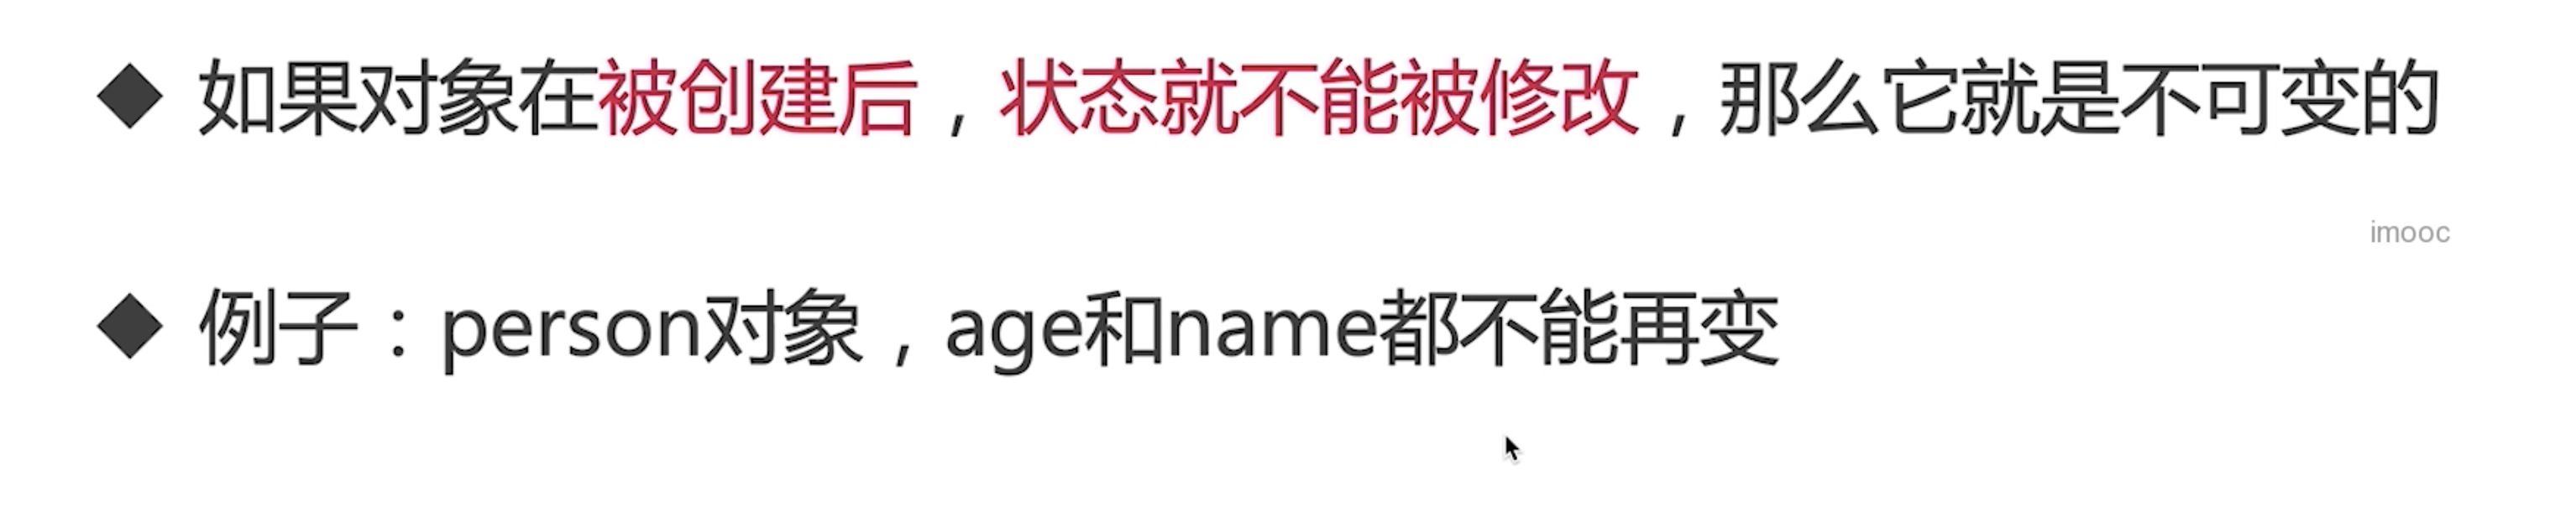 ◆ 如果对象在被创建后，状态就不能被修改，那么它就是不可变的
imooc
◆ 例子：person对象，age和name都不能再变